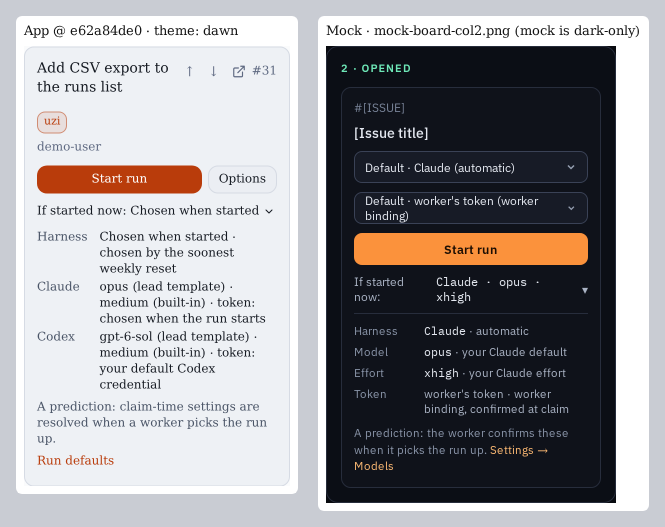 App @ e62a84de0 · theme: dawn
Add CSV export to
the runs list
↑ ↓ #31
uzi
demo-user
Start run
Options
If started now: Chosen when started
Harness Chosen when started ·
chosen by the soonest
weekly reset
Claude opus (lead template) ·
medium (built-in) · token:
chosen when the run starts
Codex gpt-6-sol (lead template) ·
medium (built-in) · token:
your default Codex
credential
A prediction: claim-time settings are
resolved when a worker picks the run
up.
Run defaults
Mock · mock-board-col2.png (mock is dark-only)
2 · OPENED
#[ISSUE]
[Issue title]
Default · Claude (automatic)
Default · worker's token (worker
binding)
Start run
If started Claude · opus ·
now: xhigh ▾
Harness Claude · automatic
Model opus · your Claude default
Effort xhigh · your Claude effort
Token worker's token · worker
binding, confirmed at claim
A prediction: the worker confirms these
when it picks the run up. Settings →
Models